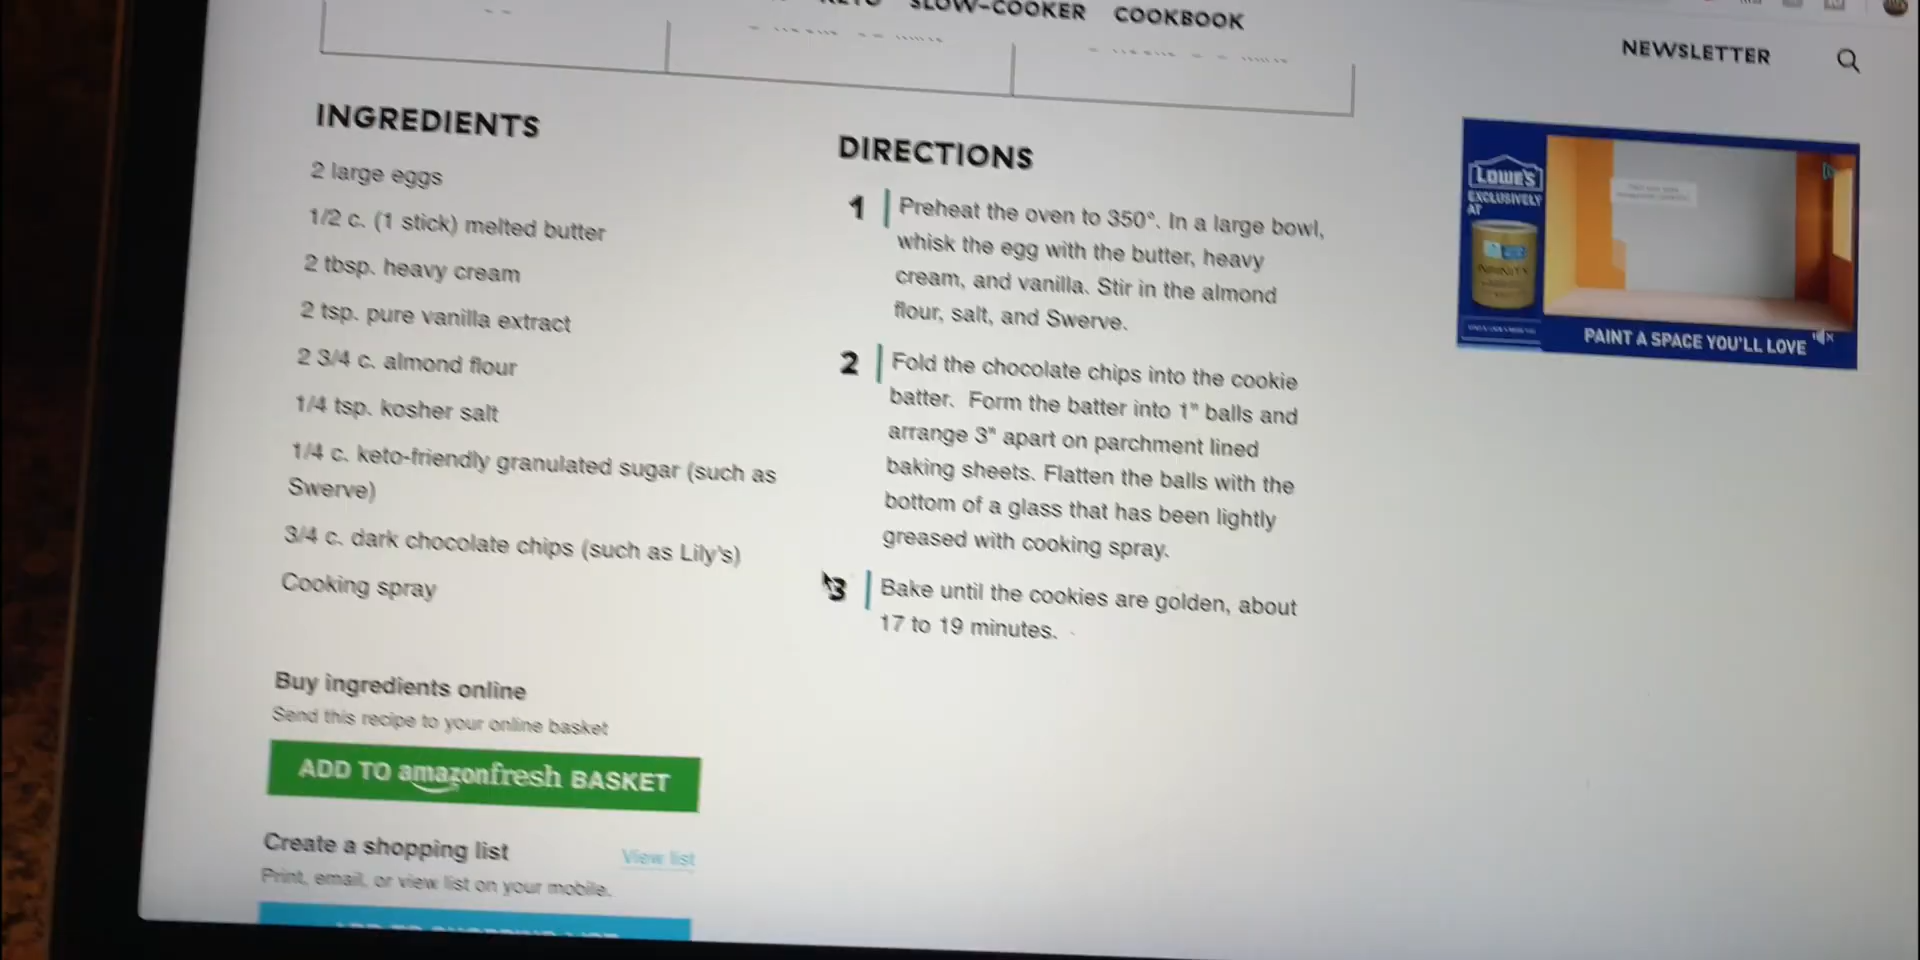 SLOW-COOKER COOKBOOK
NEWSLETTER
INGREDIENTS
2 large eggs
1/2 c. (1 stick) melted butter
2 tbsp. heavy cream
2 tsp. pure vanilla extract
2 3/4 c. almond flour
1/4 tsp. kosher salt
1/4 c. keto-friendly granulated sugar (such as
Swerve)
3/4 c. dark chocolate chips (such as Lily's)
Cooking spray
DIRECTIONS
1 Preheat the oven to 350°. In a large bowl,
whisk the egg with the butter, heavy
cream, and vanilla. Stir in the almond
flour, salt, and Swerve.
2 Fold the chocolate chips into the cookie
batter. Form the batter into 1" balls and
arrange 3" apart on parchment lined
baking sheets. Flatten the balls with the
bottom of a glass that has been lightly
greased with cooking spray.
3 Bake until the cookies are golden, about
17 to 19 minutes.
LOWE'S
EXCLUSIVELY
AT
INFINITY
PAINT A SPACE YOU'LL LOVE
Buy ingredients online
Send this recipe to your online basket
ADD TO amazonfresh BASKET
Create a shopping list
View list
Print, email, or view list on your mobile.